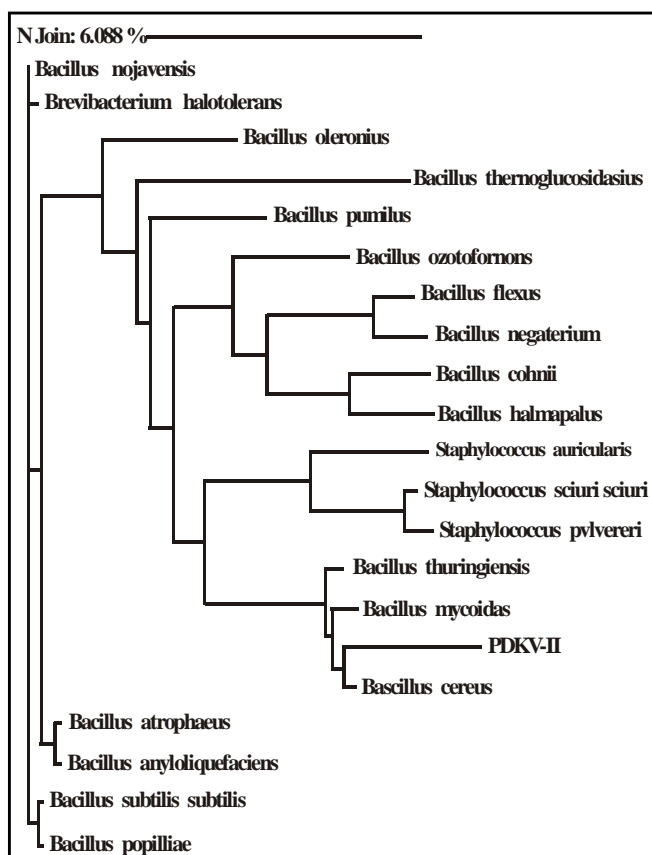 N Join: 6.088 %
Bacillus nojavensis
Brevibacterium halotolerans
Bacillus oleronius
Bacillus thernoglucosidasius
Bacillus pumilus
Bacillus ozotofornons
Bacillus flexus
Bacillus negaterium
Bacillus cohnii
Bacillus halmapalus
Staphylococcus auricularis
Staphylococcus sciuri sciuri
Staphylococcus pvlvereri
Bacillus thuringiensis
Bacillus mycoidas
PDKV-II
Bascillus cereus
Bacillus atrophaeus
Bacillus anyloliquefaciens
Bacillus subtilis subtilis
Bacillus popilliae